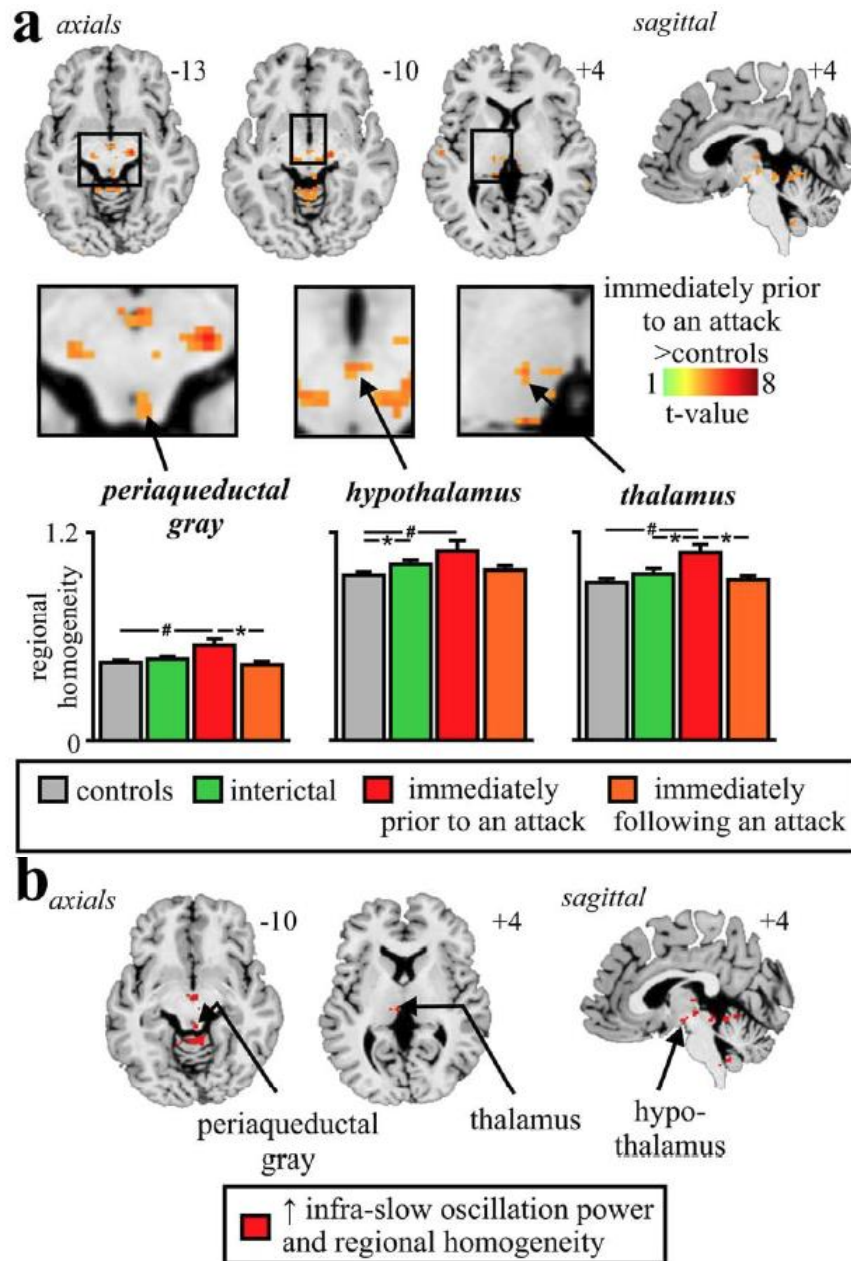 a
axials
sagittal
-13
-10
+4
+4
immediately prior
to an attack
>controls
1
8
t-value
periaqueductal
gray
hypothalamus
thalamus
1.2
regional
homogeneity
0
#
*
#
*
#
*
*
controls
interictal
immediately
prior to an attack
immediately
following an attack
b
axials
sagittal
-10
+4
+4
periaqueductal
gray
thalamus
hypo-
thalamus
↑ infra-slow oscillation power
and regional homogeneity